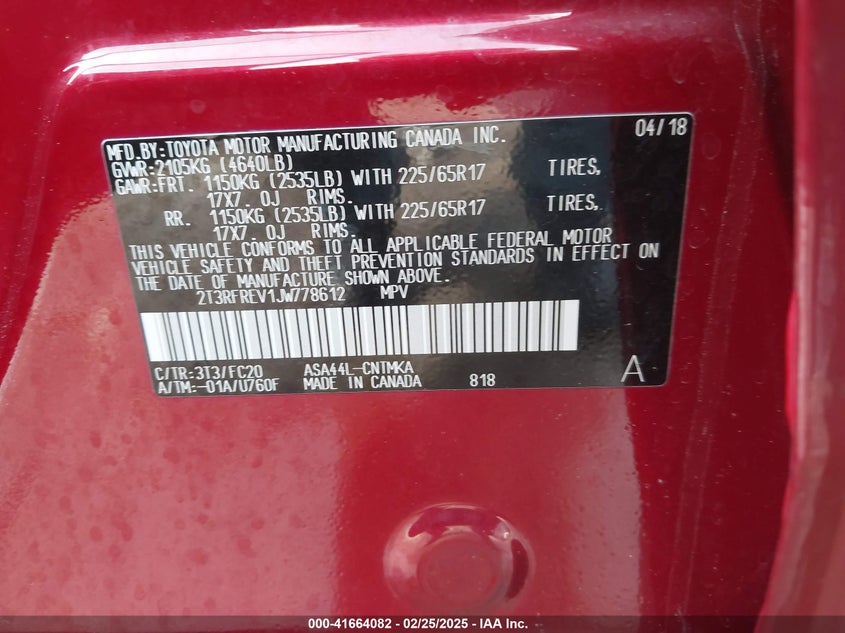 MFD.BY:TOYOTA MOTOR MANUFACTURING CANADA INC. 04/18
GVWR:2105KG (4640LB)
GAWR:FRT. 1150KG (2535LB) WITH 225/65R17 TIRES,
17X7.0J RIMS.
RR. 1150KG (2535LB) WITH 225/65R17 TIRES,
17X7.0J RIMS.
THIS VEHICLE CONFORMS TO ALL APPLICABLE FEDERAL MOTOR
VEHICLE SAFETY AND THEFT PREVENTION STANDARDS IN EFFECT ON
THE DATE OF MANUFACTURE SHOWN ABOVE.
2T3RFREV1JW778612 MPV
C/TR:3T3/FC20 ASA44L-CNTMKA
A/TM:-01A/U760F MADE IN CANADA 818 A
000-41664082 - 02/25/2025 - IAA Inc.